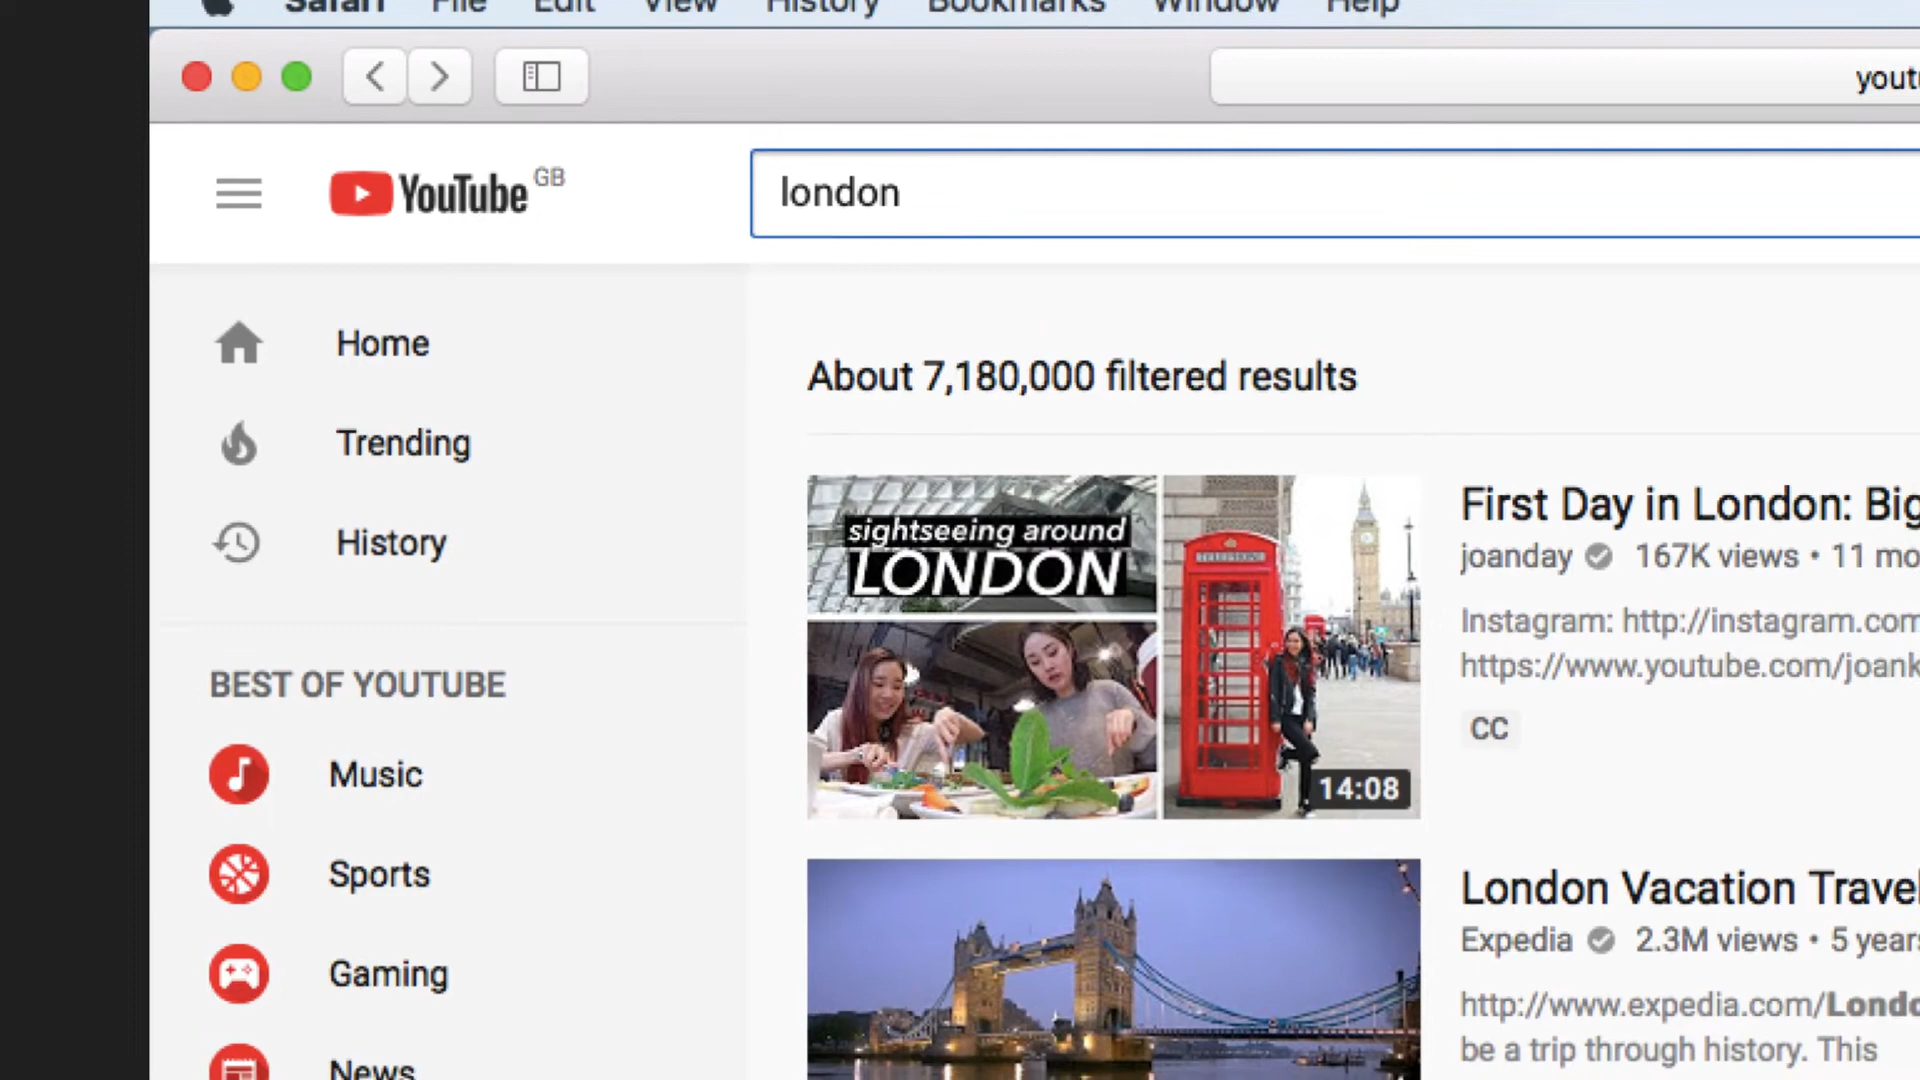 Safari File Edit View History Bookmarks Window Help
YouTube GB
london
Home
Trending
History
BEST OF YOUTUBE
Music
Sports
Gaming
News
About 7,180,000 filtered results
sightseeing around
LONDON
TELEPHONE
14:08
First Day in London: Big
joanday 167K views • 11 mo
Instagram: http://instagram.com
https://www.youtube.com/joank
CC
London Vacation Travel
Expedia 2.3M views • 5 years
http://www.expedia.com/Londo
be a trip through history. This